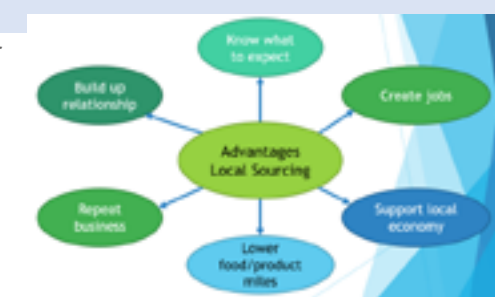 Know what
to expect
Build up
relationship
Create jobs
Advantages
Local Sourcing
Repeat
business
Support local
economy
Lower
food/product
miles